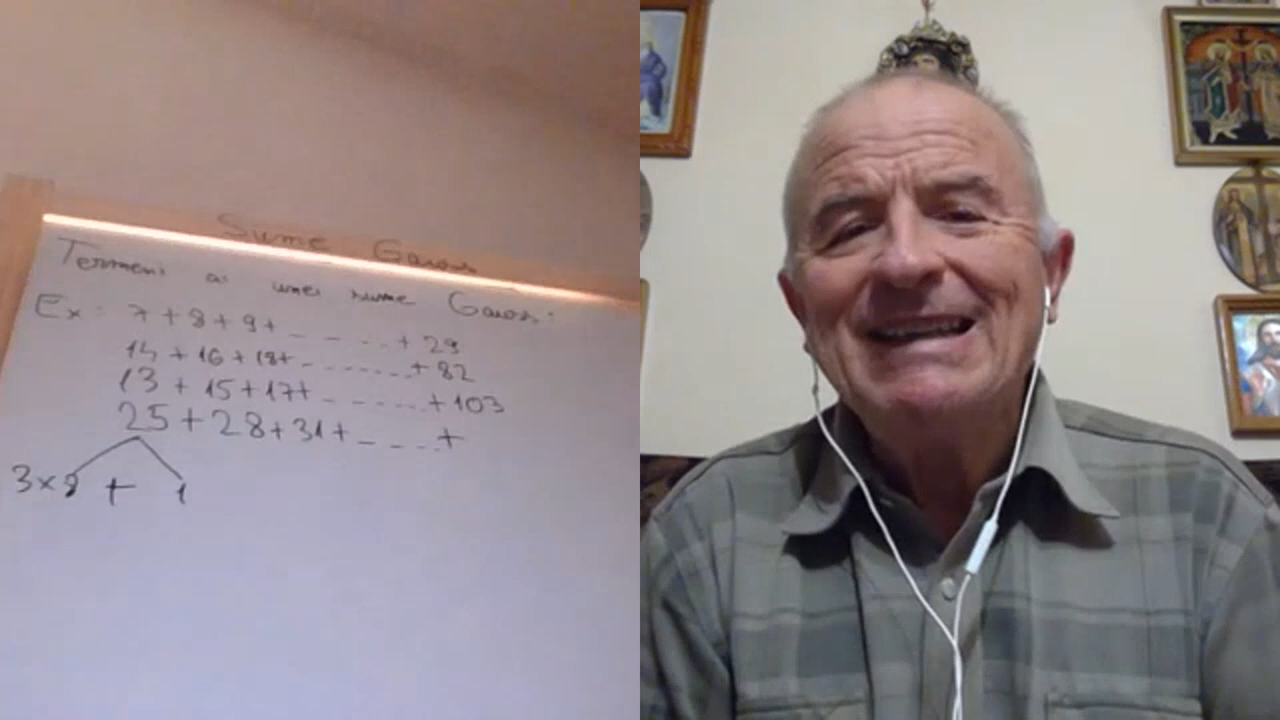 Sume Gauss
Termeni ai unei sume Gauss:
Ex: 7 + 8 + 9 + _ _ . . . + 29
14 + 16 + 18 + - - - - - - - + 82
13 + 15 + 17 + - - - - - - + 103
25 + 28 + 31 + - - - - +
3 x 8 + 1